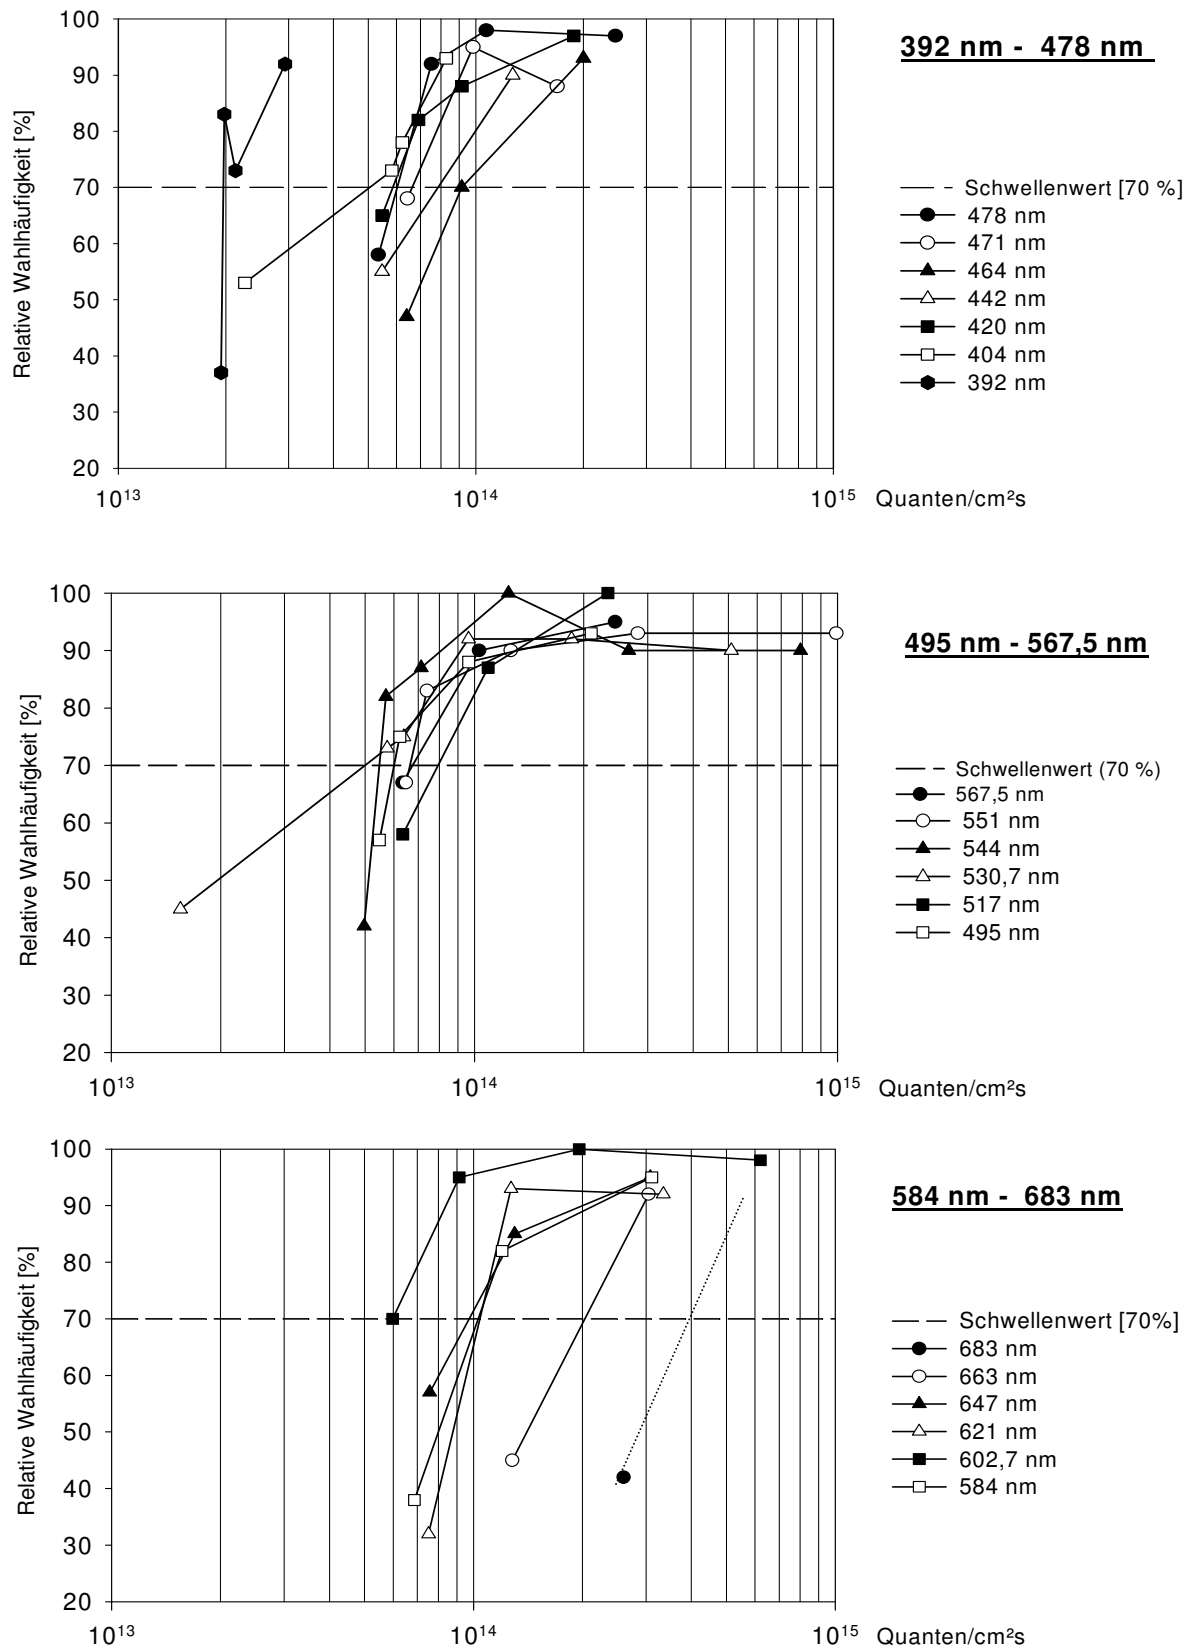 392 nm - 478 nm
Relative Wahlhäufigkeit [%]
100
90
80
70
60
50
40
30
20
10¹³
10¹⁴
10¹⁵
Quanten/cm²s
Schwellenwert [70 %]
478 nm
471 nm
464 nm
442 nm
420 nm
404 nm
392 nm
495 nm - 567,5 nm
Relative Wahlhäufigkeit [%]
100
90
80
70
60
50
40
30
20
10¹³
10¹⁴
10¹⁵
Quanten/cm²s
Schwellenwert (70 %)
567,5 nm
551 nm
544 nm
530,7 nm
517 nm
495 nm
584 nm - 683 nm
Relative Wahlhäufigkeit [%]
100
90
80
70
60
50
40
30
20
10¹³
10¹⁴
10¹⁵
Quanten/cm²s
Schwellenwert [70%]
683 nm
663 nm
647 nm
621 nm
602,7 nm
584 nm